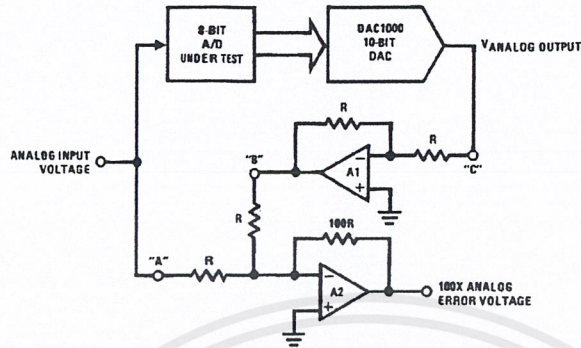 8-BIT
A/D
UNDER TEST
DAC1000
10-BIT
DAC
VANALOG OUTPUT
R
R
ANALOG INPUT
VOLTAGE
"B"
A1
"C"
R
100R
"A"
R
A2
100X ANALOG
ERROR VOLTAGE